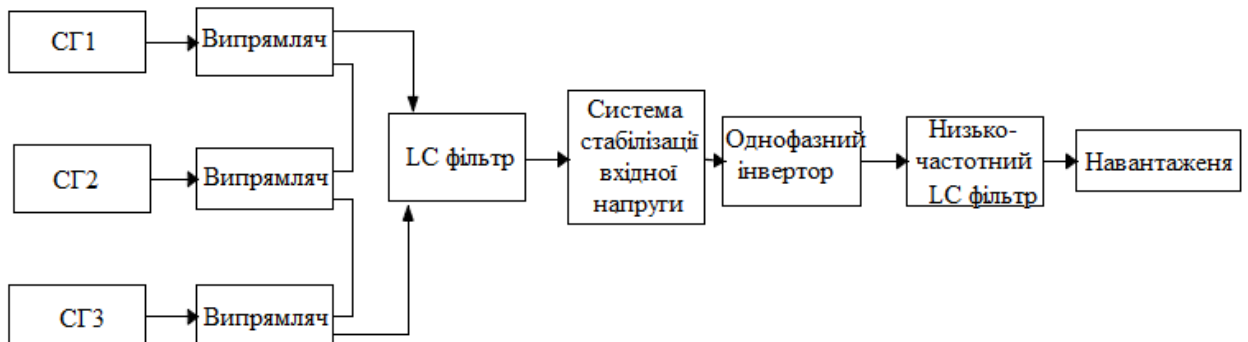 СГ1
Випрямляч
СГ2
Випрямляч
СГ3
Випрямляч
LC фільтр
Система
стабілізації
вхідної
напруги
Однофазний
інвертор
Низько-
частотний
LC фільтр
Навантаженя